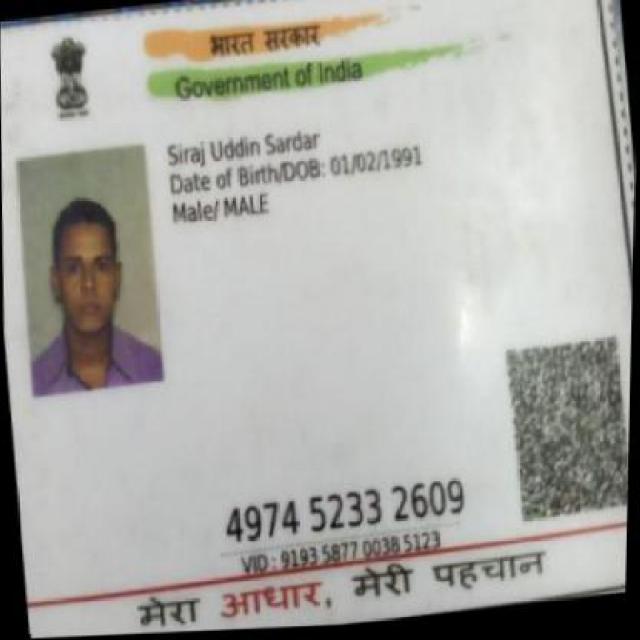 भारत सरकार
Government of India
Siraj Uddin Sardar
Date of Birth/DOB: 01/02/1991
Male/ MALE
4974 5233 2609
VID : 9193 5877 0038 5123
मेरा आधार, मेरी पहचान